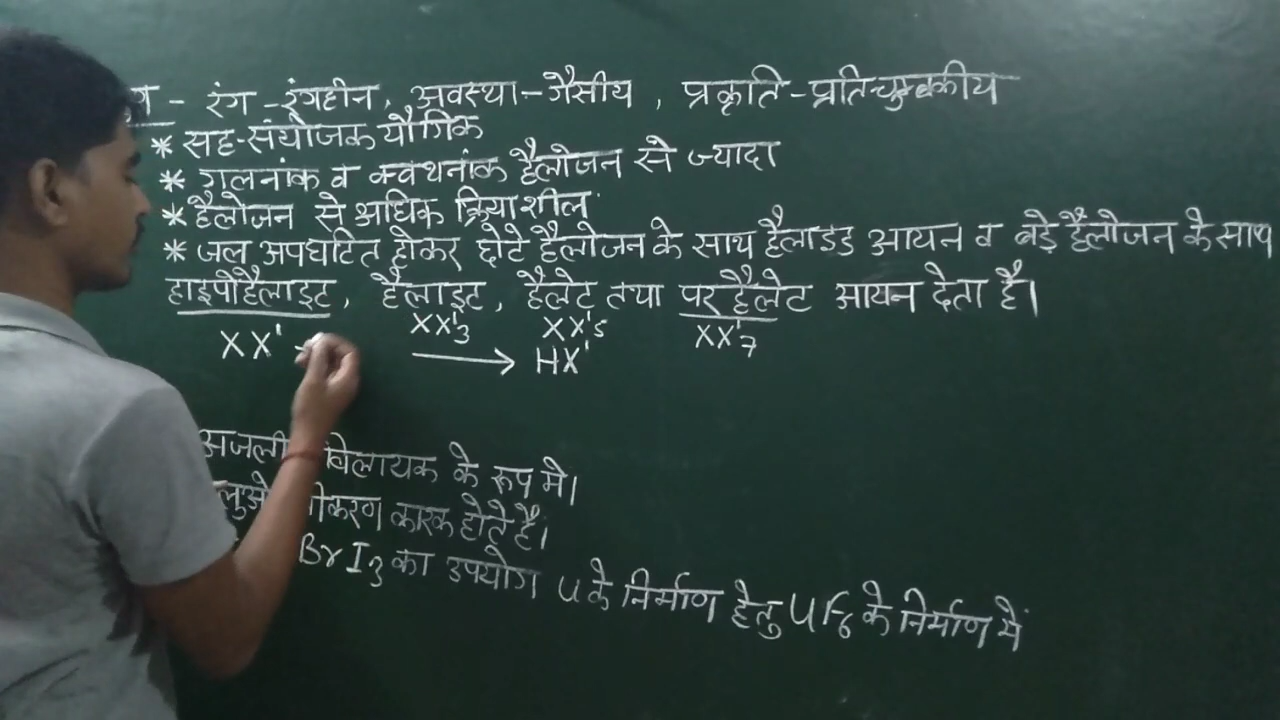 - रंग - रंगहीन, अवस्था - गैसीय, प्रकृति - प्रतिचुम्बकीय
* सह-संयोजक यौगिक
* गलनांक व क्वथनांक हैलोजन से ज्यादा
* हैलोजन से अधिक क्रियाशील
* जल अपघटित होकर छोटे हैलोजन के साथ हैलाइड आयन व बड़े हैलोजन के साथ
हाइपोहैलाइट, हैलाइट, हैलेट तथा पर हैलेट आयन देता है।
XX'3 XX'5 XX'7
XX' ⟶ HX'
अजलीय विलायक के रूप मे।
कारक होते है।
BrI3 का उपयोग U के निर्माण हेतु UF6 के निर्माण में